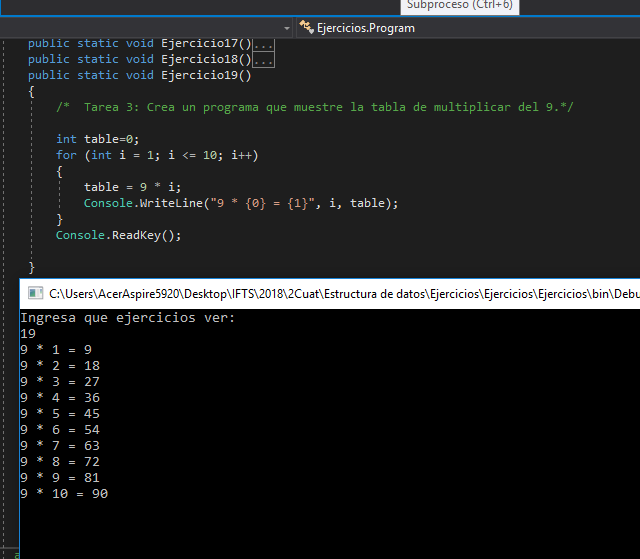 Subproceso (Ctrl+6)
Ejercicios.Program
public static void Ejercicio17()...
public static void Ejercicio18()...
public static void Ejercicio19()
{
/*  Tarea 3: Crea un programa que muestre la tabla de multiplicar del 9.*/
int table=0;
for (int i = 1; i <= 10; i++)
{
table = 9 * i;
Console.WriteLine("9 * {0} = {1}", i, table);
}
Console.ReadKey();
}
C:\Users\AcerAspire5920\Desktop\IFTS\2018\2Cuat\Estructura de datos\Ejercicios\Ejercicios\Ejercicios\bin\Debu
Ingresa que ejercicios ver:
19
9 * 1 = 9
9 * 2 = 18
9 * 3 = 27
9 * 4 = 36
9 * 5 = 45
9 * 6 = 54
9 * 7 = 63
9 * 8 = 72
9 * 9 = 81
9 * 10 = 90